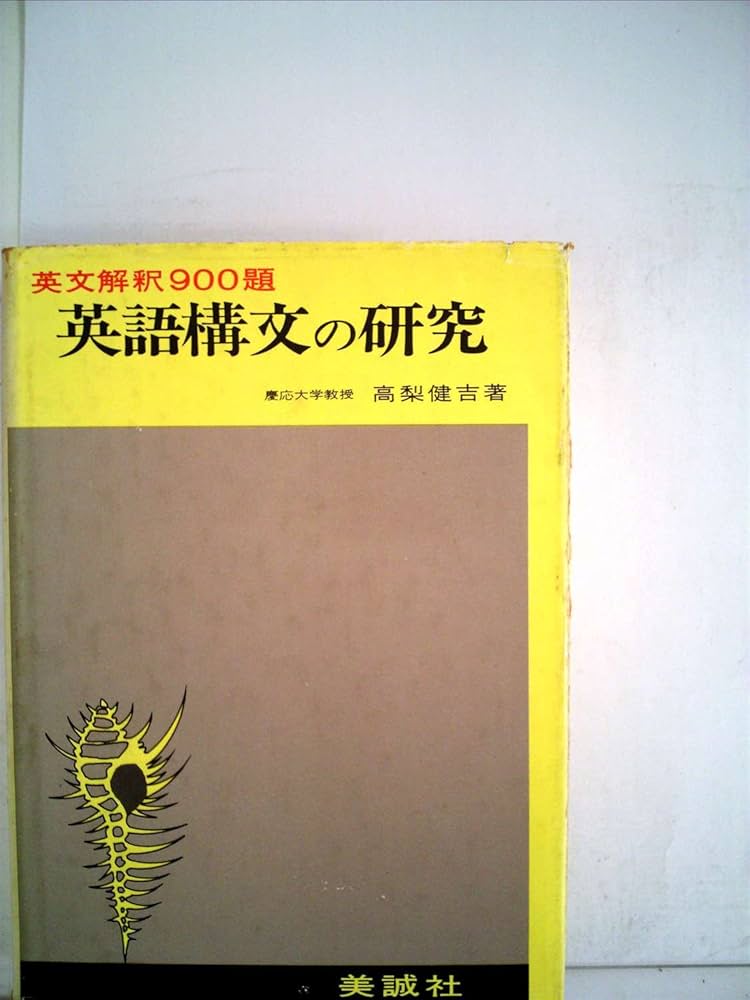 英文解釈900題
英語構文の研究
慶応大学教授 高梨健吉著
美誠社